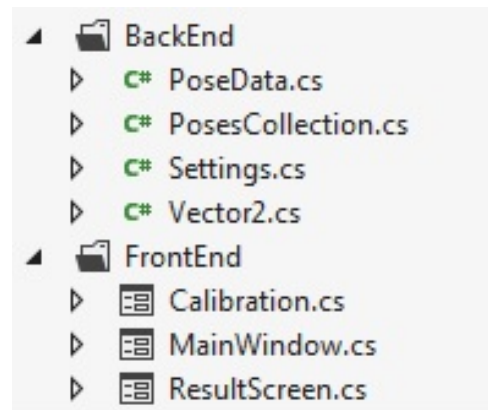 BackEnd
C# PoseData.cs
C# PosesCollection.cs
C# Settings.cs
C# Vector2.cs
FrontEnd
Calibration.cs
MainWindow.cs
ResultScreen.cs